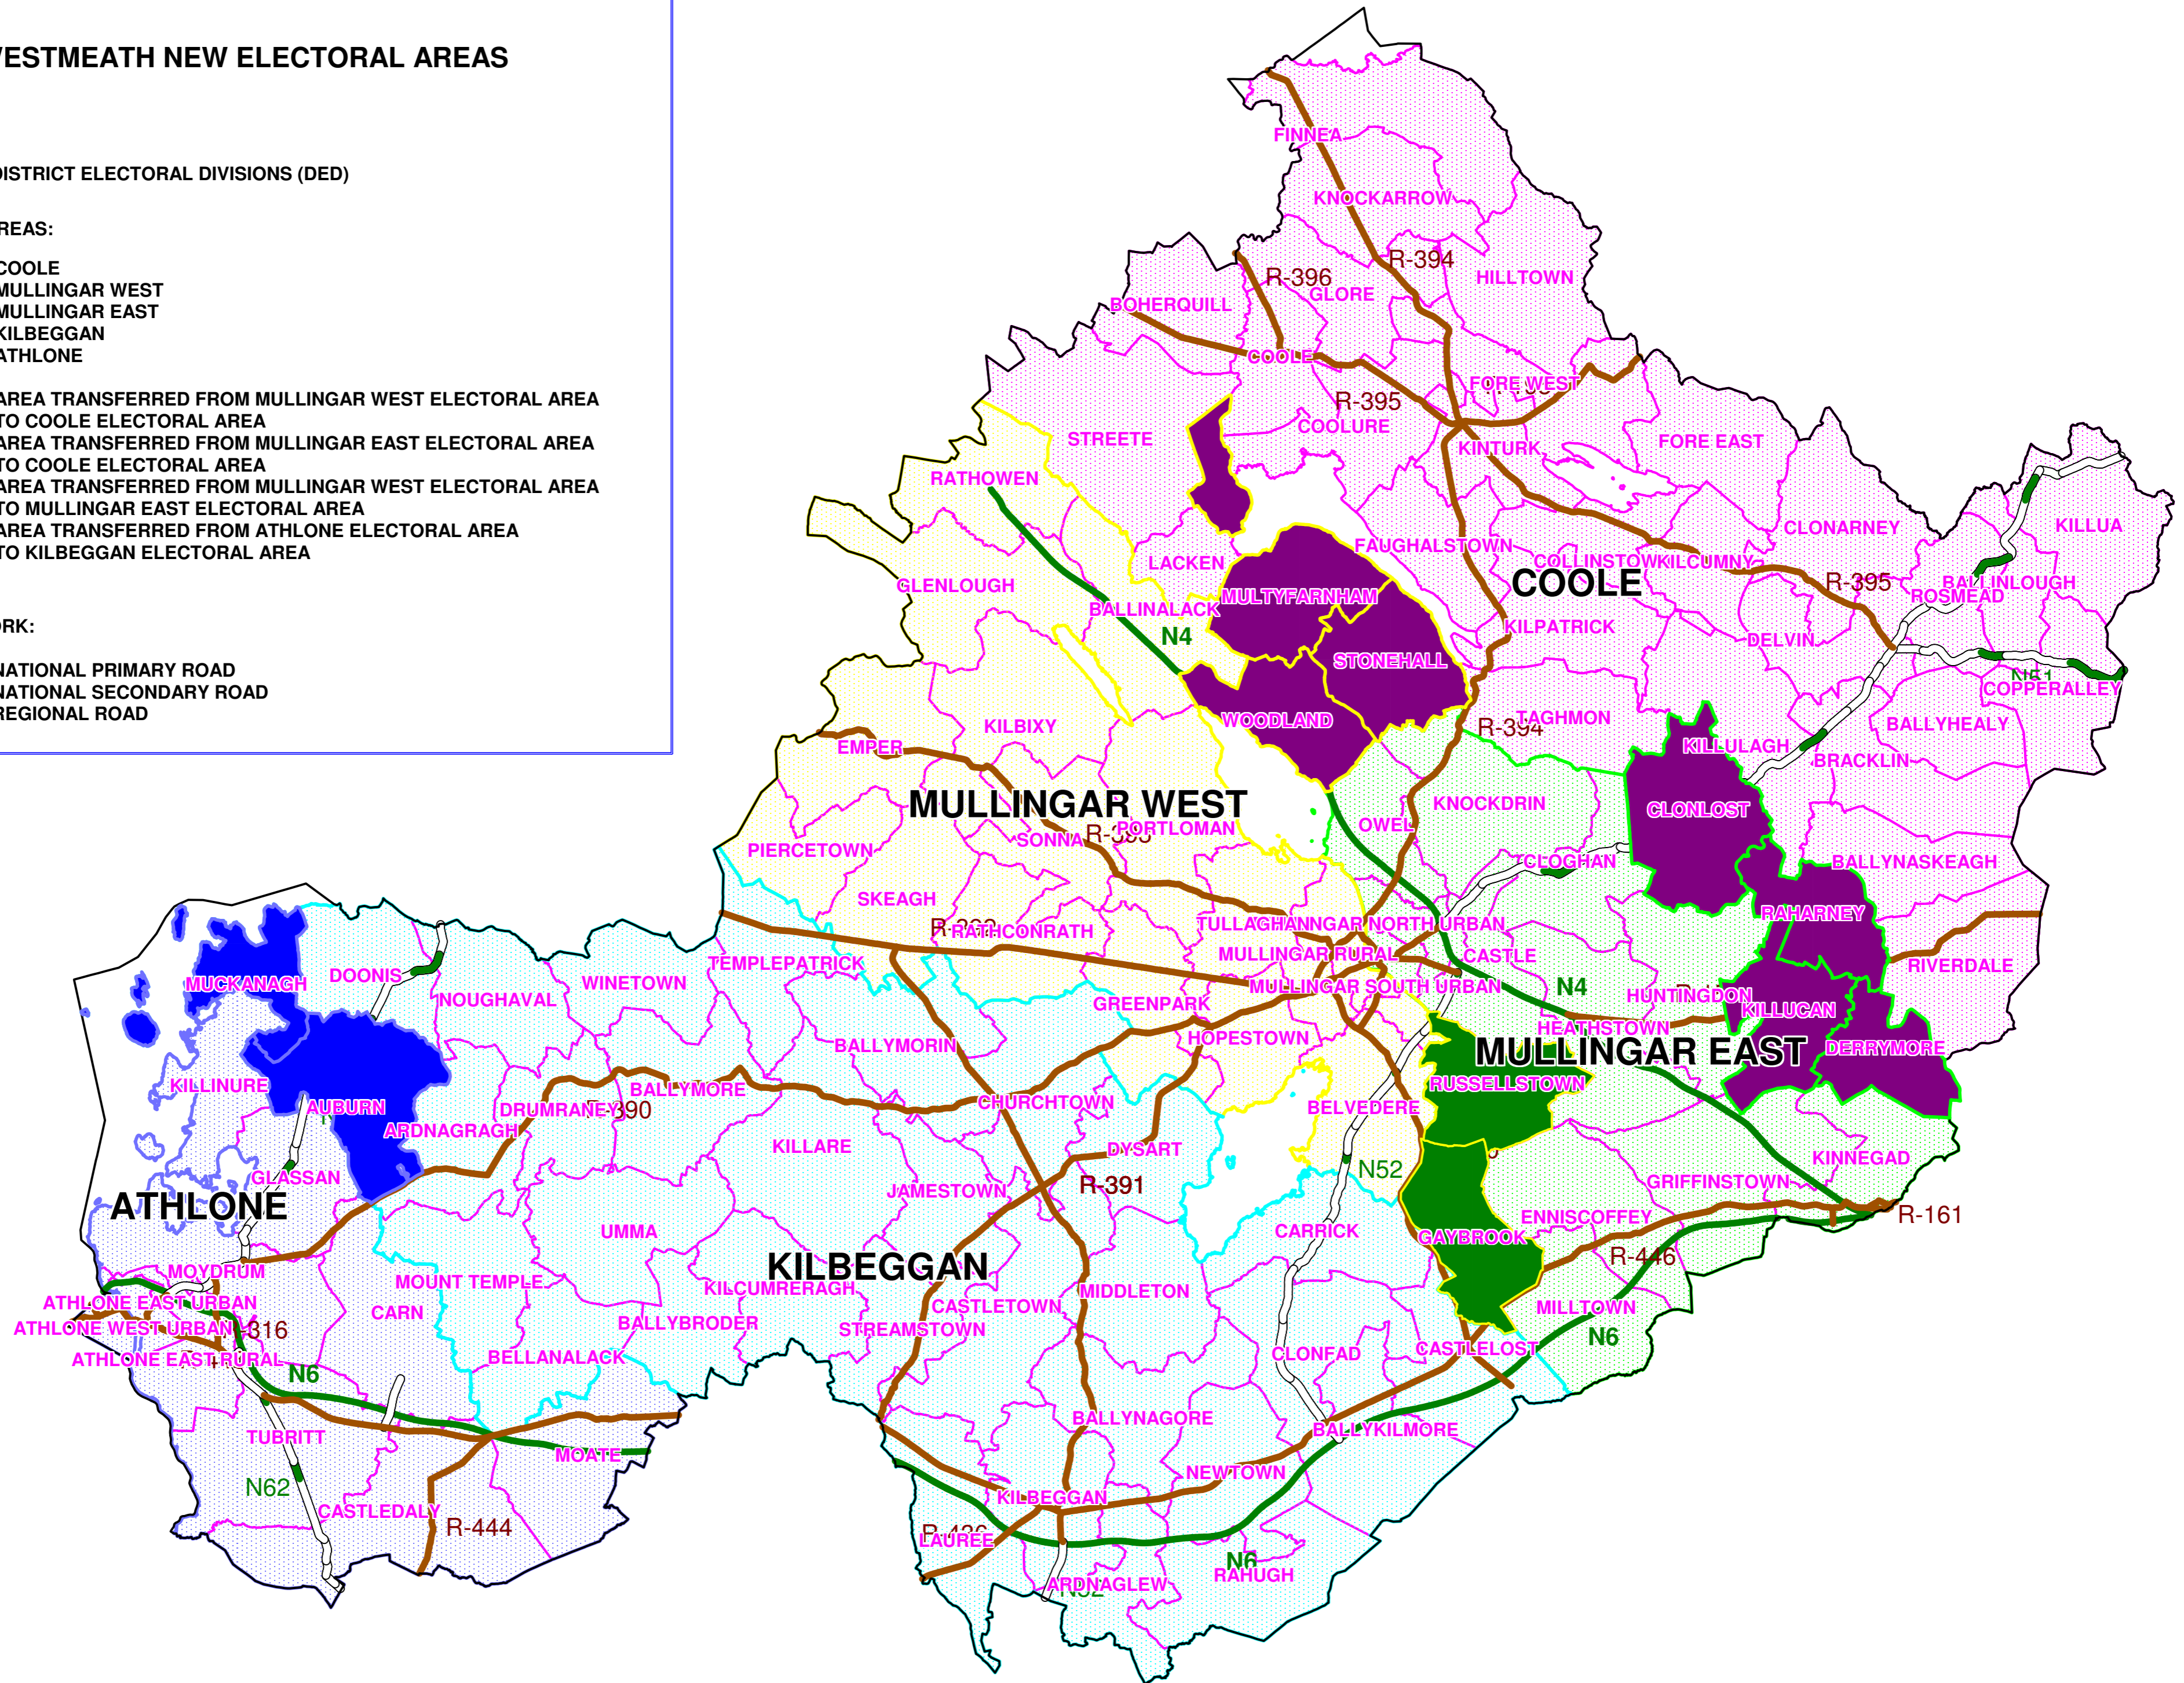 WESTMEATH NEW ELECTORAL AREAS
DISTRICT ELECTORAL DIVISIONS (DED)
COOLE
MULLINGAR WEST
MULLINGAR EAST
KILBEGGAN
ATHLONE
AREA TRANSFERRED FROM MULLINGAR WEST ELECTORAL AREA
TO COOLE ELECTORAL AREA
AREA TRANSFERRED FROM MULLINGAR EAST ELECTORAL AREA
TO COOLE ELECTORAL AREA
AREA TRANSFERRED FROM MULLINGAR WEST ELECTORAL AREA
TO MULLINGAR EAST ELECTORAL AREA
AREA TRANSFERRED FROM ATHLONE ELECTORAL AREA
TO KILBEGGAN ELECTORAL AREA
NATIONAL PRIMARY ROAD
NATIONAL SECONDARY ROAD
REGIONAL ROAD
FINNEA
KNOCKARROW
R-394
R-396
HILLTOWN
GLORE
BOHERQUILL
COOLE
FORE WEST
R-395
COOLURE
STREETE
FORE EAST
KINTURK
RATHOWEN
CLONARNEY
KILLUA
FAUGHALSTOWN
LACKEN
COLLINSTOWN
KILCUMNY
COOLE
R-395
BALLINLOUGH
ROSMEAD
GLENLOUGH
MULTYFARNHAM
BALLINALACK
N4
KILPATRICK
DELVIN
STONEHALL
N51
COPPERALLEY
TAGHMON
WOODLAND
R-394
KILBIXY
BALLYHEALY
EMPER
KILLULAGH
BRACKLIN
MULLINGAR WEST
KNOCKDRIN
CLONLOST
OWEL
PORTLOMAN
SONNA
PIERCETOWN
CLOGHAN
BALLYNASKEAGH
SKEAGH
RAHARNEY
TULLAGHAN
MULLINGAR NORTH URBAN
RATHCONRATH
MULLINGAR RURAL
CASTLE
TEMPLEPATRICK
RIVERDALE
DOONIS
WINETOWN
MUCKANAGH
MULLINGAR SOUTH URBAN
N4
HUNTINGDON
NOUGHAVAL
GREENPARK
KILLUCAN
HEATHSTOWN
HOPESTOWN
BALLYMORIN
MULLINGAR EAST
DERRYMORE
KILLINURE
RUSSELLSTOWN
BALLYMORE
CHURCHTOWN
AUBURN
DRUMRANEY
R-390
BELVEDERE
ARDNAGRAGH
KILLARE
DYSART
KINNEGAD
N52
GLASSAN
JAMESTOWN
R-391
GRIFFINSTOWN
ATHLONE
ENNISCOFFEY
R-161
UMMA
CARRICK
GAYBROOK
R-446
MOYDRUM
KILBEGGAN
MOUNT TEMPLE
KILCUMRERAGH
MIDDLETON
ATHLONE EAST URBAN
CASTLETOWN
MILLTOWN
CARN
BALLYBRODER
ATHLONE WEST URBAN
STREAMSTOWN
N6
CASTLELOST
CLONFAD
BELLANALACK
ATHLONE EAST RURAL
N6
BALLYNAGORE
BALLYKILMORE
TUBRITT
MOATE
NEWTOWN
N62
KILBEGGAN
CASTLEDALY
R-444
LAUREE
N6
RAHUGH
ARDNAGLEW